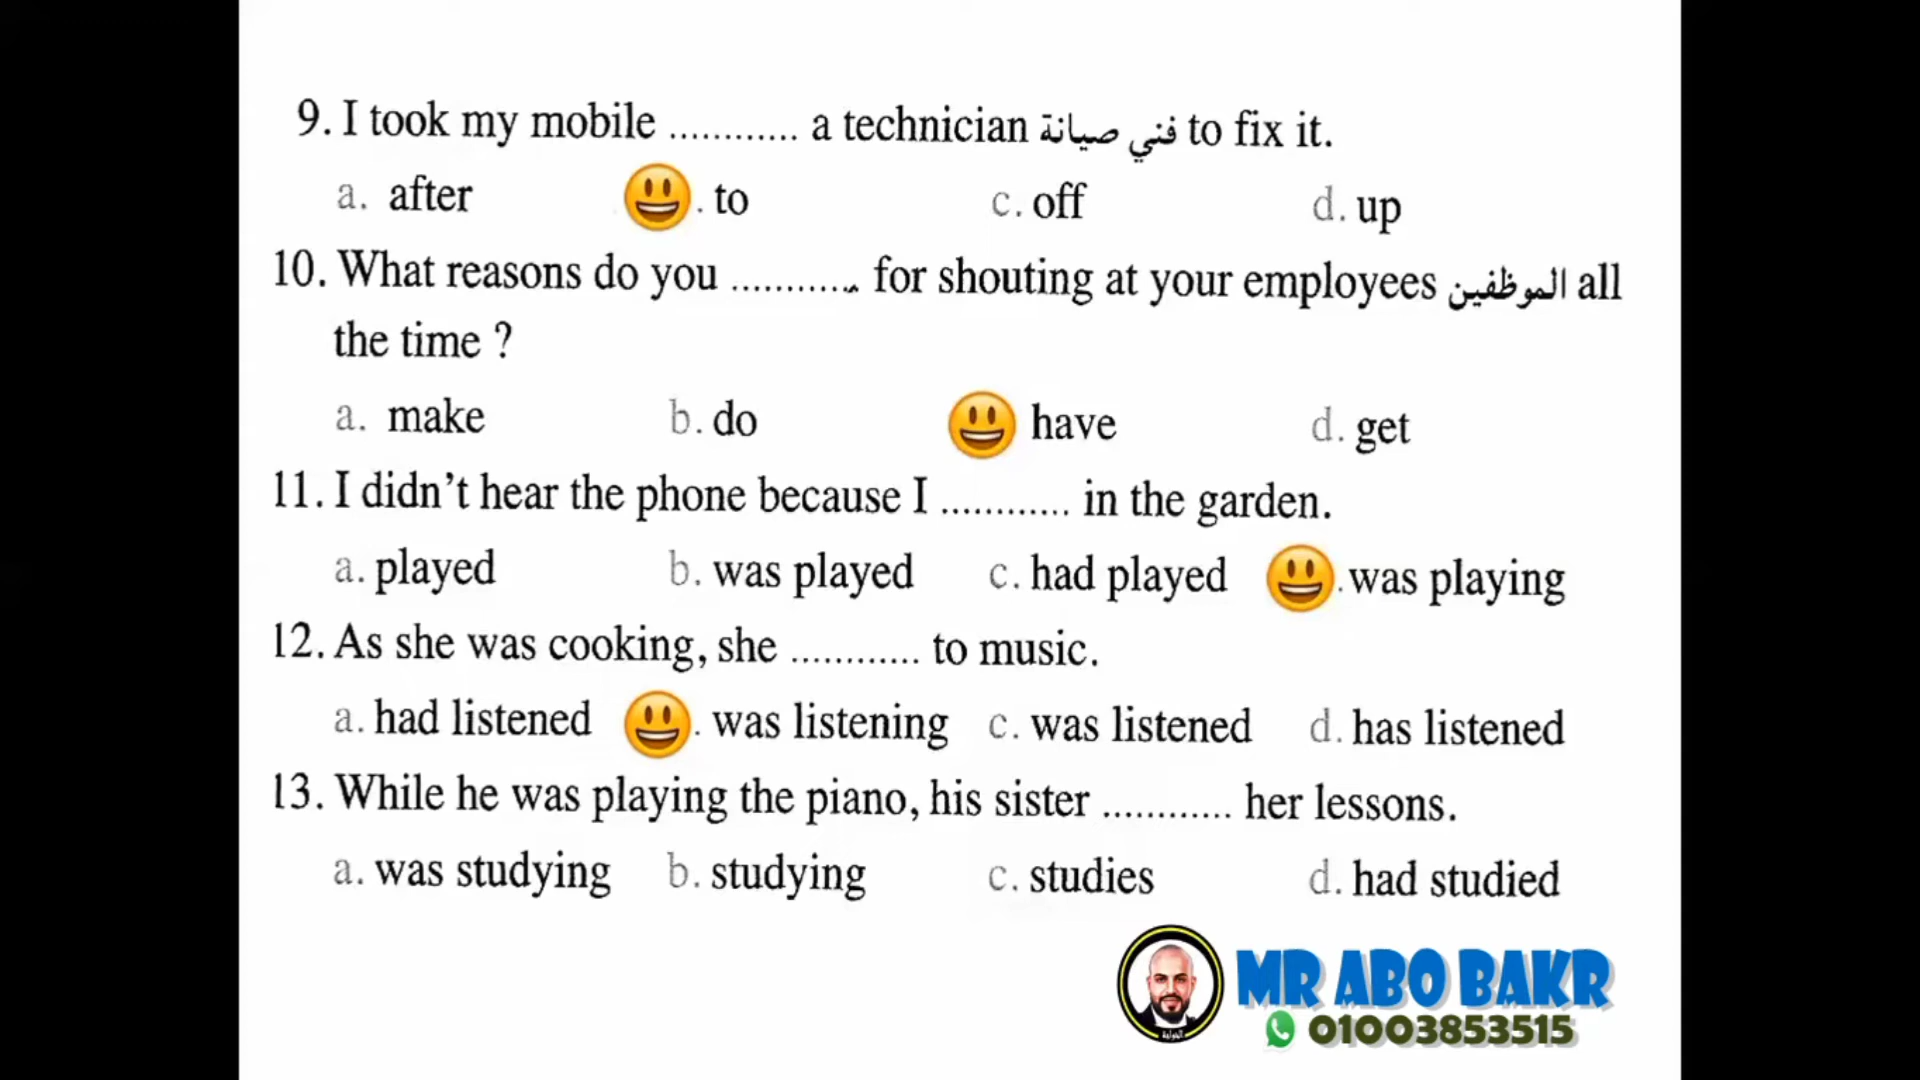 9. I took my mobile ............ a technician فني صيانة to fix it.
a. after . to c. off d. up
10. What reasons do you ............ for shouting at your employees الموظفين all
the time ?
a. make b. do have d. get
11. I didn't hear the phone because I ............ in the garden.
a. played b. was played c. had played . was playing
12. As she was cooking, she ............ to music.
a. had listened . was listening c. was listened d. has listened
13. While he was playing the piano, his sister ............ her lessons.
a. was studying b. studying c. studies d. had studied
MR ABO BAKR
01003853515